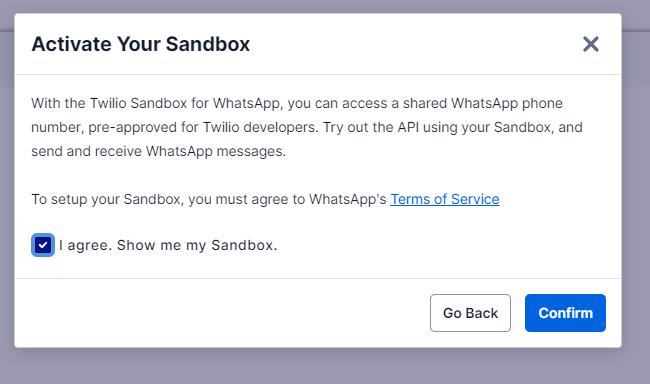 Activate Your Sandbox
With the Twilio Sandbox for WhatsApp, you can access a shared WhatsApp phone
number, pre-approved for Twilio developers. Try out the API using your Sandbox, and
send and receive WhatsApp messages.
To setup your Sandbox, you must agree to WhatsApp's Terms of Service
I agree. Show me my Sandbox.
Go Back
Confirm